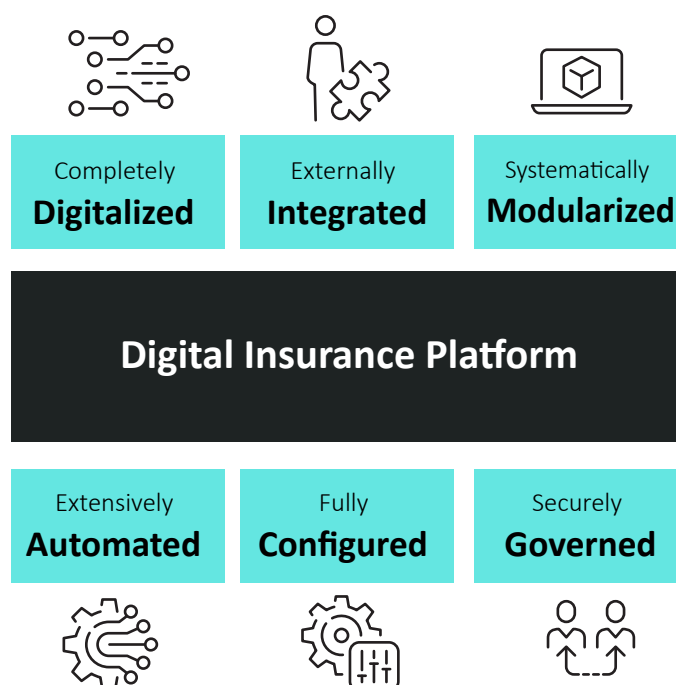 Completely
Digitalized
Externally
Integrated
Systematically
Modularized
Digital Insurance Platform
Extensively
Automated
Fully
Configured
Securely
Governed